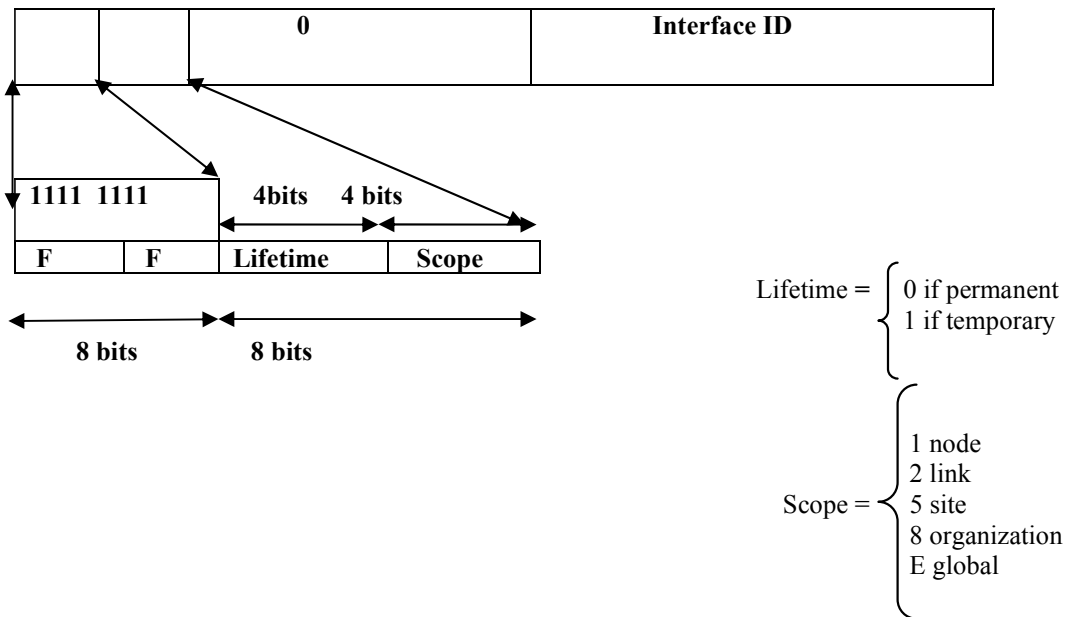 0 Interface ID
1111 1111 4bits 4 bits
F F Lifetime Scope
8 bits 8 bits
Lifetime = 0 if permanent
1 if temporary
Scope = 1 node
2 link
5 site
8 organization
E global